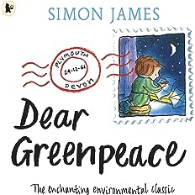 SIMON JAMES
PLYMOUTH
DEVON
Dear
Greenpeace
The enchanting environmental classic